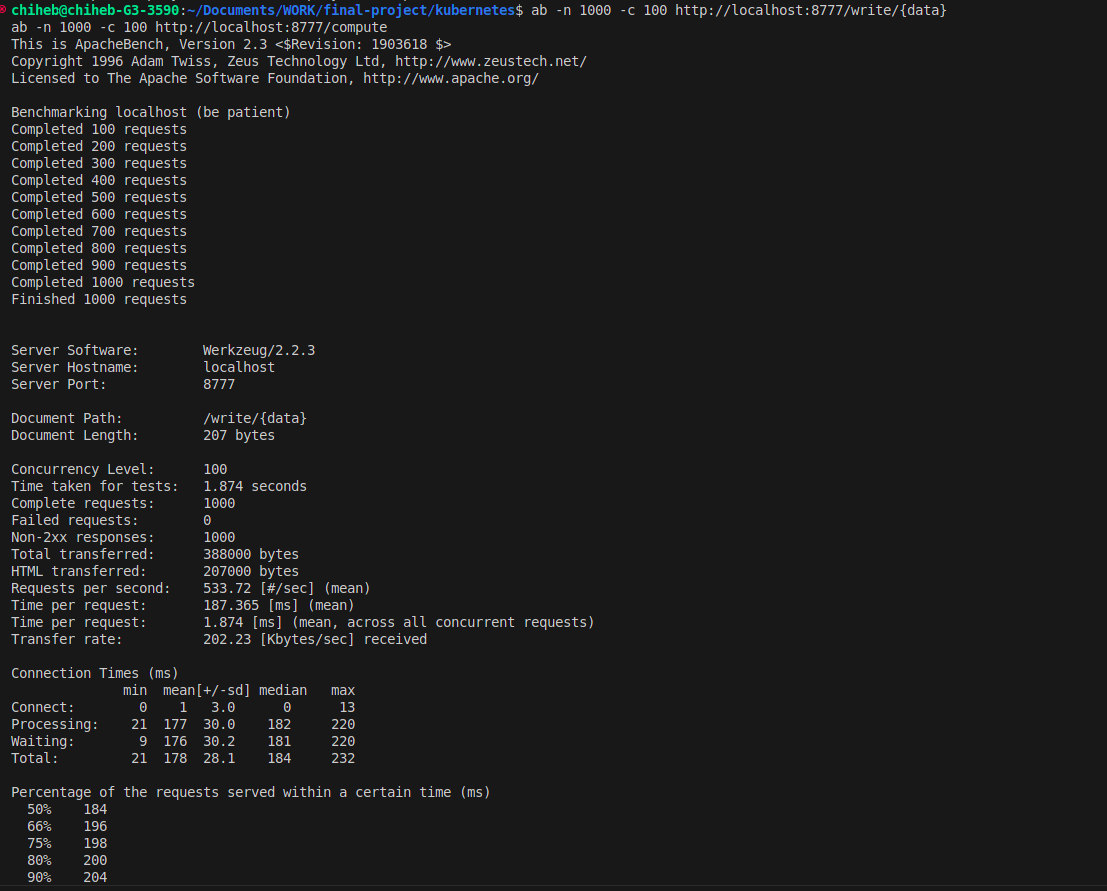 chiheb@chiheb-G3-3590:~/Documents/WORK/final-project/kubernetes$ ab -n 1000 -c 100 http://localhost:8777/write/{data}
ab -n 1000 -c 100 http://localhost:8777/compute
This is ApacheBench, Version 2.3 <$Revision: 1903618 $>
Copyright 1996 Adam Twiss, Zeus Technology Ltd, http://www.zeustech.net/
Licensed to The Apache Software Foundation, http://www.apache.org/

Benchmarking localhost (be patient)
Completed 100 requests
Completed 200 requests
Completed 300 requests
Completed 400 requests
Completed 500 requests
Completed 600 requests
Completed 700 requests
Completed 800 requests
Completed 900 requests
Completed 1000 requests
Finished 1000 requests


Server Software:        Werkzeug/2.2.3
Server Hostname:        localhost
Server Port:            8777

Document Path:          /write/{data}
Document Length:        207 bytes

Concurrency Level:      100
Time taken for tests:   1.874 seconds
Complete requests:      1000
Failed requests:        0
Non-2xx responses:      1000
Total transferred:      388000 bytes
HTML transferred:       207000 bytes
Requests per second:    533.72 [#/sec] (mean)
Time per request:       187.365 [ms] (mean)
Time per request:       1.874 [ms] (mean, across all concurrent requests)
Transfer rate:          202.23 [Kbytes/sec] received

Connection Times (ms)
              min  mean[+/-sd] median   max
Connect:        0    1   3.0      0      13
Processing:    21  177  30.0    182     220
Waiting:        9  176  30.2    181     220
Total:         21  178  28.1    184     232

Percentage of the requests served within a certain time (ms)
  50%    184
  66%    196
  75%    198
  80%    200
  90%    204